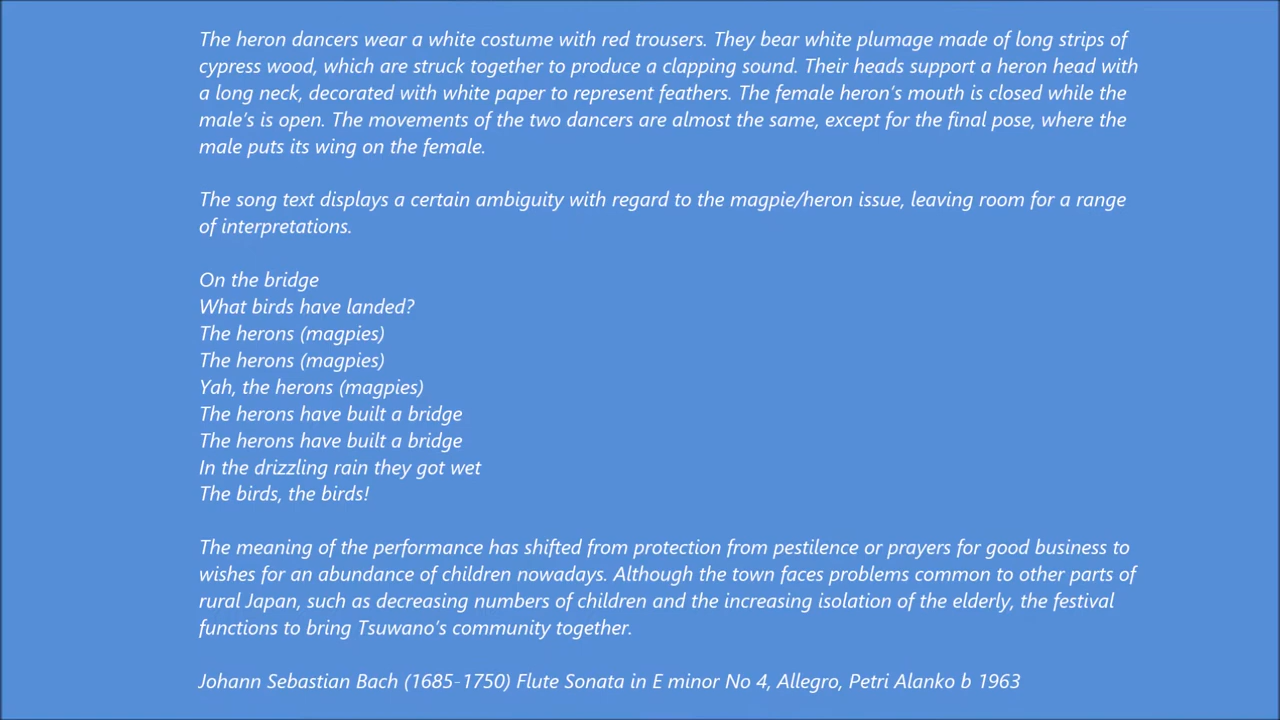 The heron dancers wear a white costume with red trousers. They bear white plumage made of long strips of
cypress wood, which are struck together to produce a clapping sound. Their heads support a heron head with
a long neck, decorated with white paper to represent feathers. The female heron's mouth is closed while the
male's is open. The movements of the two dancers are almost the same, except for the final pose, where the
male puts its wing on the female.
The song text displays a certain ambiguity with regard to the magpie/heron issue, leaving room for a range
of interpretations.
On the bridge
What birds have landed?
The herons (magpies)
The herons (magpies)
Yah, the herons (magpies)
The herons have built a bridge
The herons have built a bridge
In the drizzling rain they got wet
The birds, the birds!
The meaning of the performance has shifted from protection from pestilence or prayers for good business to
wishes for an abundance of children nowadays. Although the town faces problems common to other parts of
rural Japan, such as decreasing numbers of children and the increasing isolation of the elderly, the festival
functions to bring Tsuwano's community together.
Johann Sebastian Bach (1685-1750) Flute Sonata in E minor No 4, Allegro, Petri Alanko b 1963